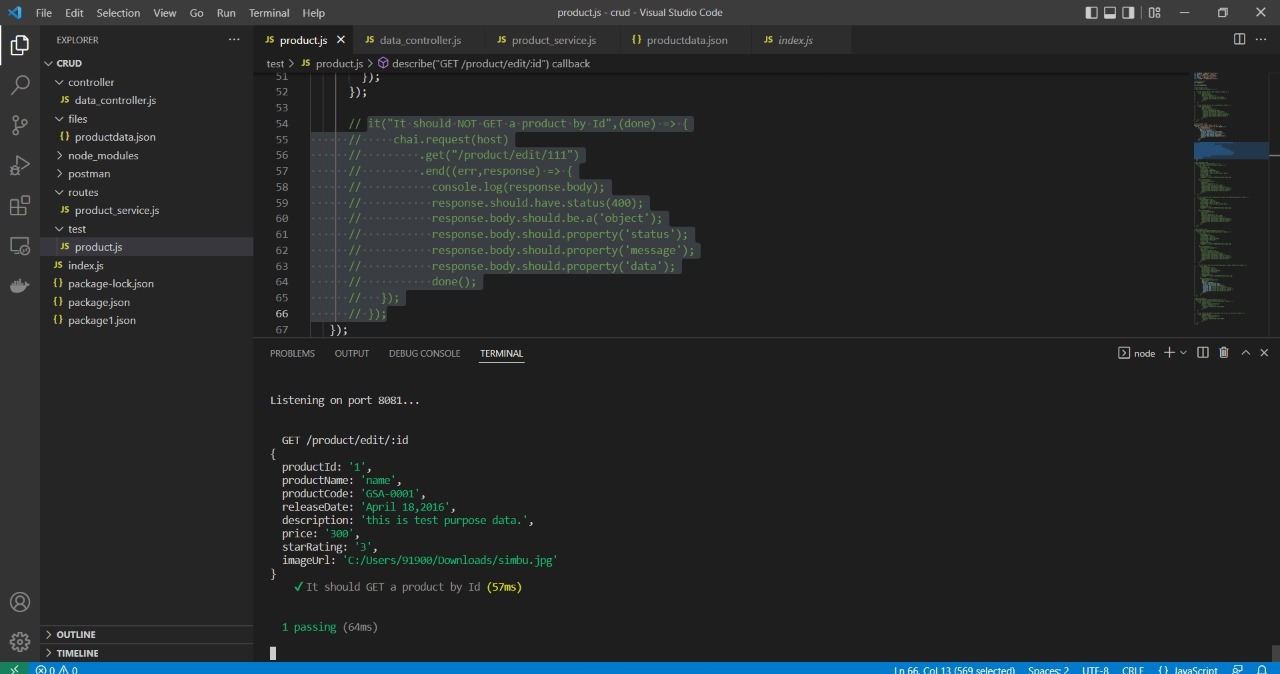 File Edit Selection View Go Run Terminal Help
product.js - crud - Visual Studio Code
EXPLORER
CRUD
controller
JS data_controller.js
files
{} productdata.json
node_modules
postman
routes
JS product_service.js
test
JS product.js
JS index.js
{} package-lock.json
{} package.json
{} package1.json
OUTLINE
TIMELINE
JS product.js
JS data_controller.js
JS product_service.js
{} productdata.json
JS index.js
test > JS product.js > describe("GET /product/edit/id") callback
51 });
52 });
53
54 // it("It should NOT GET a product by Id",(done) => {
55 // chai.request(host)
56 // .get("/product/edit/111")
57 // .end((err,response) => {
58 // console.log(response.body);
59 // response.should.have.status(400);
60 // response.body.should.be.a('object');
61 // response.body.should.property('status');
62 // response.body.should.property('message');
63 // response.body.should.property('data');
64 // done();
65 // });
66 // });
67 });
PROBLEMS OUTPUT DEBUG CONSOLE TERMINAL
node
Listening on port 8081...
GET /product/edit/:id
{
productId: '1',
productName: 'name',
productCode: 'GSA-0001',
releaseDate: 'April 18,2016',
description: 'this is test purpose data.',
price: '300',
starRating: '3',
imageUrl: 'C:/Users/91900/Downloads/simbu.jpg'
}
✓ It should GET a product by Id (57ms)
1 passing (64ms)
0 0
Ln 66, Col 13 (569 selected) Spaces: 2 UTF-8 CRLF {} JavaScript